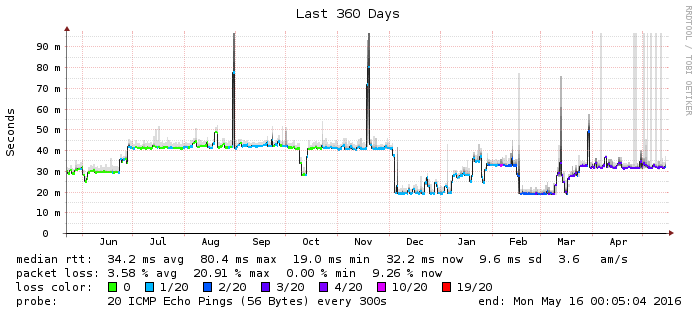 Last 360 Days
RRDTOOL / TOBI OETIKER
Seconds
90 m
80 m
70 m
60 m
50 m
40 m
30 m
20 m
10 m
0
Jun Jul Aug Sep Oct Nov Dec Jan Feb Mar Apr
median rtt: 34.2 ms avg 80.4 ms max 19.0 ms min 32.2 ms now 9.6 ms sd 3.6 am/s
packet loss: 3.58 % avg 20.91 % max 0.00 % min 9.26 % now
loss color: 0 1/20 2/20 3/20 4/20 10/20 19/20
probe: 20 ICMP Echo Pings (56 Bytes) every 300s end: Mon May 16 00:05:04 2016